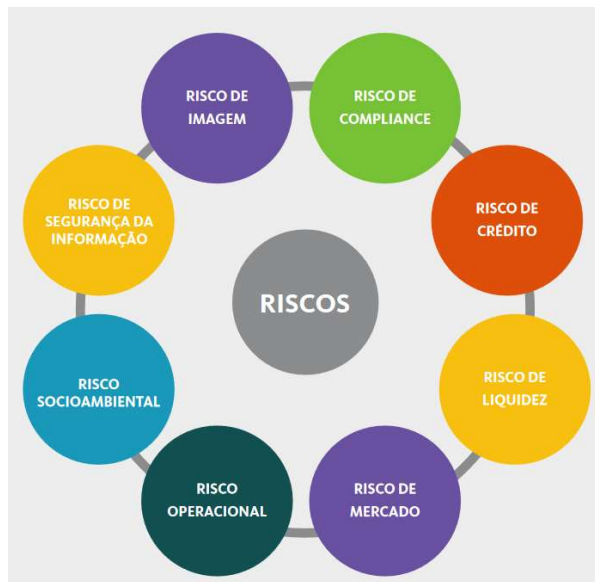 RISCO DE
IMAGEM
RISCO DE
COMPLIANCE
RISCO DE
SEGURANÇA DA
INFORMAÇÃO
RISCO DE
CRÉDITO
RISCOS
RISCO
SOCIOAMBIENTAL
RISCO DE
LIQUIDEZ
RISCO
OPERACIONAL
RISCO DE
MERCADO